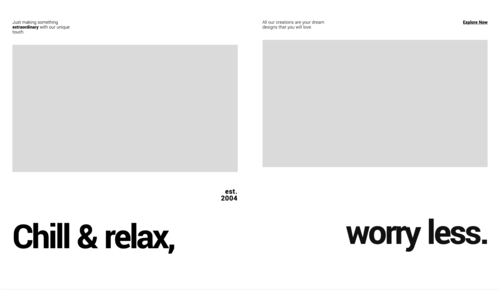 Just making something
extraordinary with our unique
touch.
All our creations are your dream
designs that you will love.
Explore Now
est.
2004
Chill & relax,
worry less.